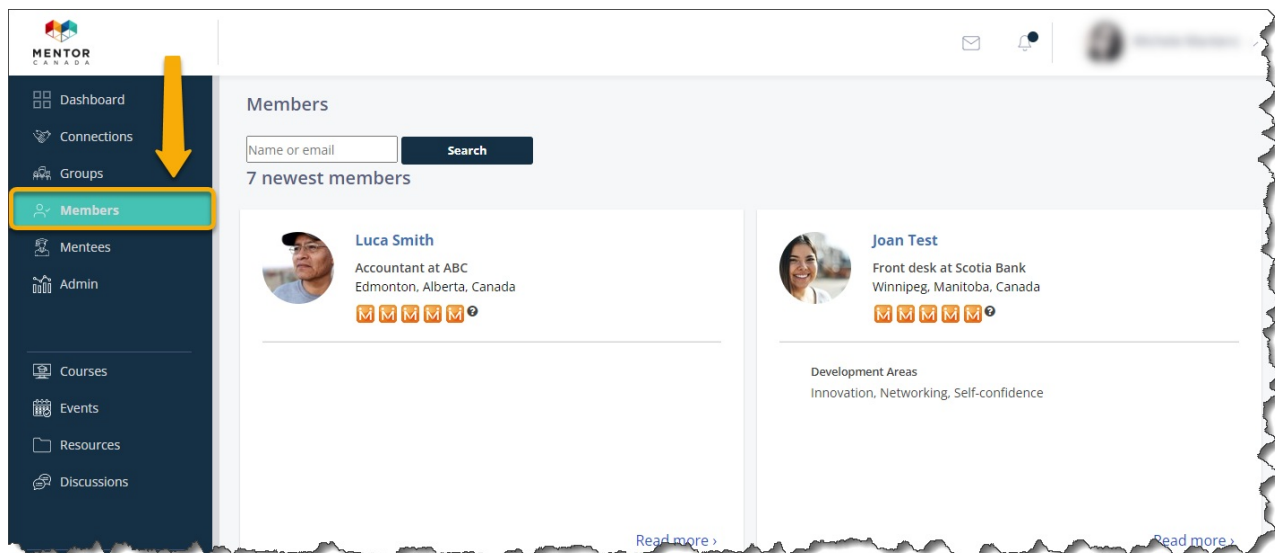 MENTOR
CANADA
Dashboard
Connections
Groups
Members
Mentees
Admin
Courses
Events
Resources
Discussions
Members
Name or email
Search
7 newest members
Luca Smith
Accountant at ABC
Edmonton, Alberta, Canada
Joan Test
Front desk at Scotia Bank
Winnipeg, Manitoba, Canada
Development Areas
Innovation, Networking, Self-confidence
Read more ›
Read more ›